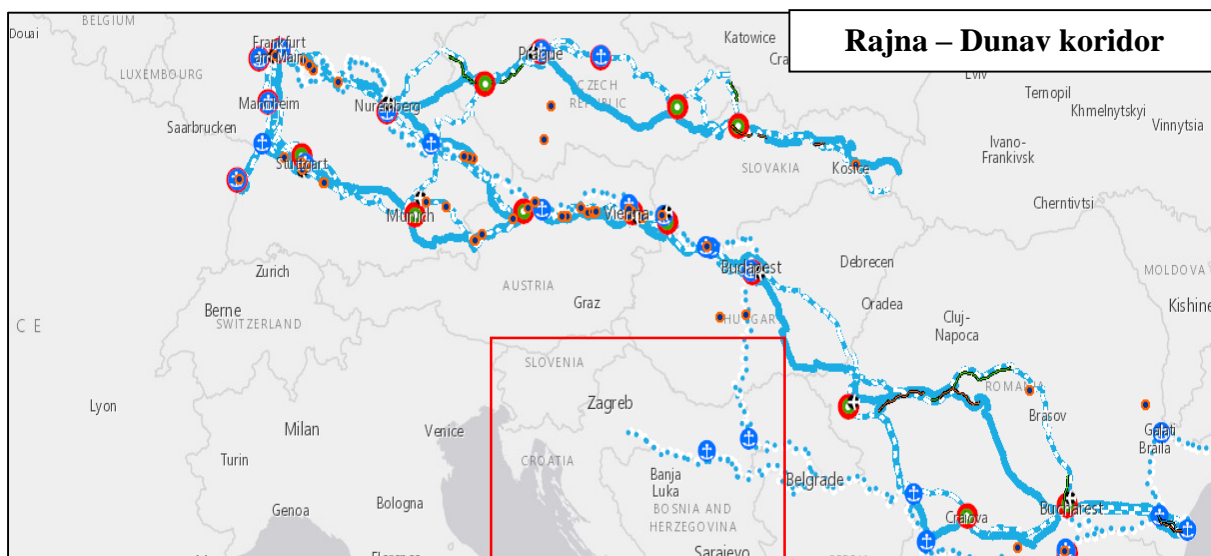 BELGIUM
Douai
Frankfurt
am Main
LUXEMBOURG
Mannheim
Saarbrucken
Nuremberg
Stuttgart
Munich
Prague
CZECH
REPUBLIC
Katowice
Rajna – Dunav koridor
Lviv
Ternopil
Khmelnytskyi
Vinnytsia
Ivano-
Frankivsk
SLOVAKIA
Kosice
Cherntivtsi
Vienna
Zurich
Berne
SWITZERLAND
AUSTRIA
Graz
Budapest
HUNGAR
Debrecen
Oradea
Cluj-
Napoca
MOLDOVA
Kishine
C E
SLOVENIA
Zagreb
ROMANIA
Brasov
Galati
Braila
Lyon
Milan
Venice
Turin
CROATIA
Banja
Luka
Belgrade
Bologna
Genoa
BOSNIA AND
HERZEGOVINA
Sarajevo
Craiova
Bucharest